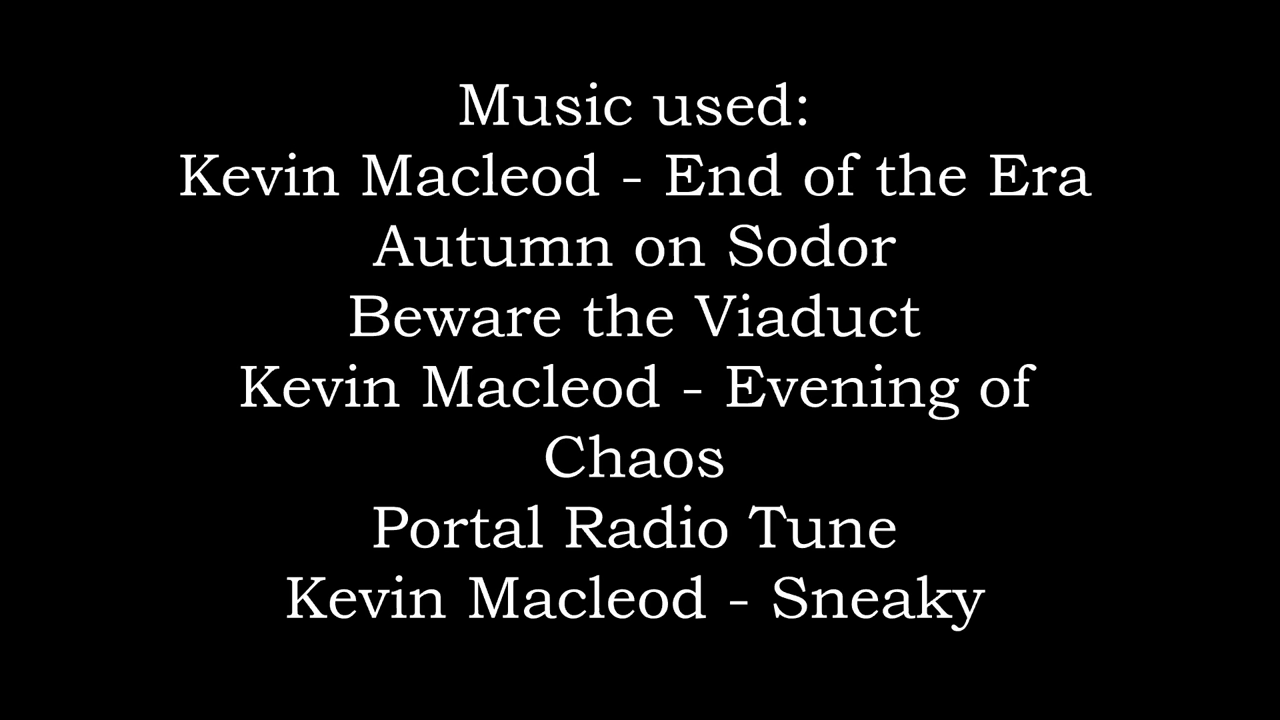 Music used:
Kevin Macleod - End of the Era
Autumn on Sodor
Beware the Viaduct
Kevin Macleod - Evening of
Chaos
Portal Radio Tune
Kevin Macleod - Sneaky